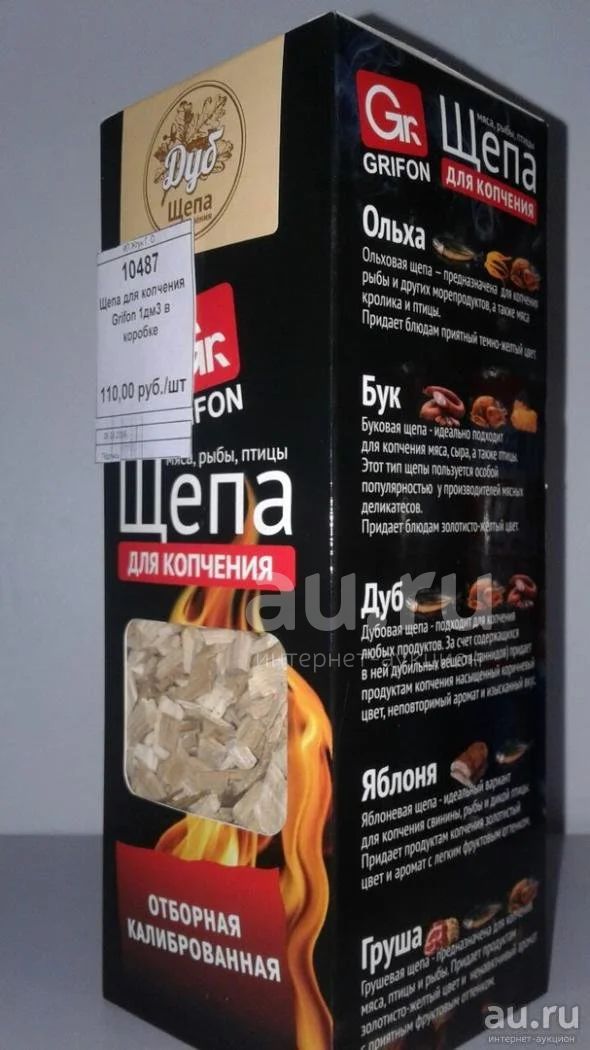 Дуб
Щепа
10487
Щепа для копчения
Grifon 1дм3 в
коробке
110,00 руб./шт
Gr
GRIFON
мяса, рыбы, птицы
Щепа
ДЛЯ КОПЧЕНИЯ
ОТБОРНАЯ
КАЛИБРОВАННАЯ
Gr
GRIFON
мяса, рыбы, птицы
Щепа
ДЛЯ КОПЧЕНИЯ
Ольха
Ольховая щепа – предназначена для копчения
рыбы и других морепродуктов, а также мяса
кролика и птицы.
Придает блюдам приятный темно-желтый цвет
Бук
Буковая щепа - идеально подходит
для копчения мяса, сыра, а также птицы.
Этот тип щепы пользуется особой
популярностью у производителей мясных
деликатесов.
Придает блюдам золотисто-желтый цвет.
Дуб
Дубовая щепа - подходит для копчения
любых продуктов. За счет содержащихся
в ней дубильных веществ (танидов) придает
продуктам копчения насыщенный коричневый
цвет, неповторимый аромат и изысканный вкус.
Яблоня
Яблоневая щепа - идеальный вариант
для копчения свинины, рыбы и дикой птицы.
Придает продуктам копчения золотистый
цвет и аромат с легким фруктовым оттенком.
Груша
Грушевая щепа - предназначена для копчения
мяса, птицы и рыбы. Придает продуктам
золотисто-желтый цвет и ненавязчивый аромат
с приятным фруктовым оттенком.
au.ru
интернет-аукцион
au.ru
интернет-аукцион